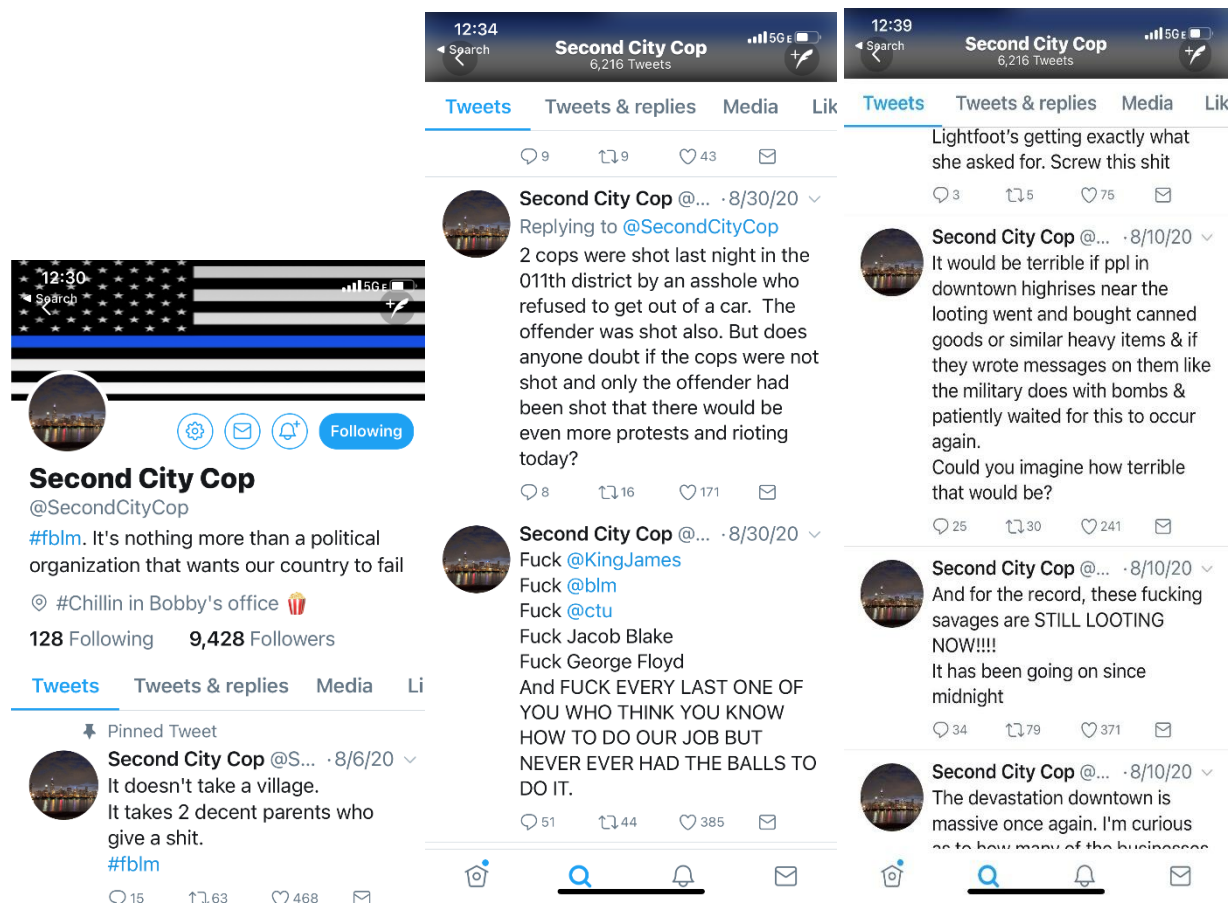 12:30
Search
5G E
Following
Second City Cop
@SecondCityCop
#fblm. It's nothing more than a political
organization that wants our country to fail
#Chillin in Bobby's office 🍿
128 Following 9,428 Followers
Tweets Tweets & replies Media Li
Pinned Tweet
Second City Cop @S... ·8/6/20
It doesn't take a village.
It takes 2 decent parents who
give a shit.
#fblm
15 63 468
12:34
Search
5G E
Second City Cop
6,216 Tweets
Tweets Tweets & replies Media Lik
9 9 43
Second City Cop @... ·8/30/20
Replying to @SecondCityCop
2 cops were shot last night in the
011th district by an asshole who
refused to get out of a car. The
offender was shot also. But does
anyone doubt if the cops were not
shot and only the offender had
been shot that there would be
even more protests and rioting
today?
8 16 171
Second City Cop @... ·8/30/20
Fuck @KingJames
Fuck @blm
Fuck @ctu
Fuck Jacob Blake
Fuck George Floyd
And FUCK EVERY LAST ONE OF
YOU WHO THINK YOU KNOW
HOW TO DO OUR JOB BUT
NEVER EVER HAD THE BALLS TO
DO IT.
51 44 385
12:39
Search
5G E
Second City Cop
6,216 Tweets
Tweets Tweets & replies Media Lik
Lightfoot's getting exactly what
she asked for. Screw this shit
3 5 75
Second City Cop @... ·8/10/20
It would be terrible if ppl in
downtown highrises near the
looting went and bought canned
goods or similar heavy items & if
they wrote messages on them like
the military does with bombs &
patiently waited for this to occur
again.
Could you imagine how terrible
that would be?
25 30 241
Second City Cop @... ·8/10/20
And for the record, these fucking
savages are STILL LOOTING
NOW!!!!
It has been going on since
midnight
34 79 371
Second City Cop @... ·8/10/20
The devastation downtown is
massive once again. I'm curious
as to how many of the businesses